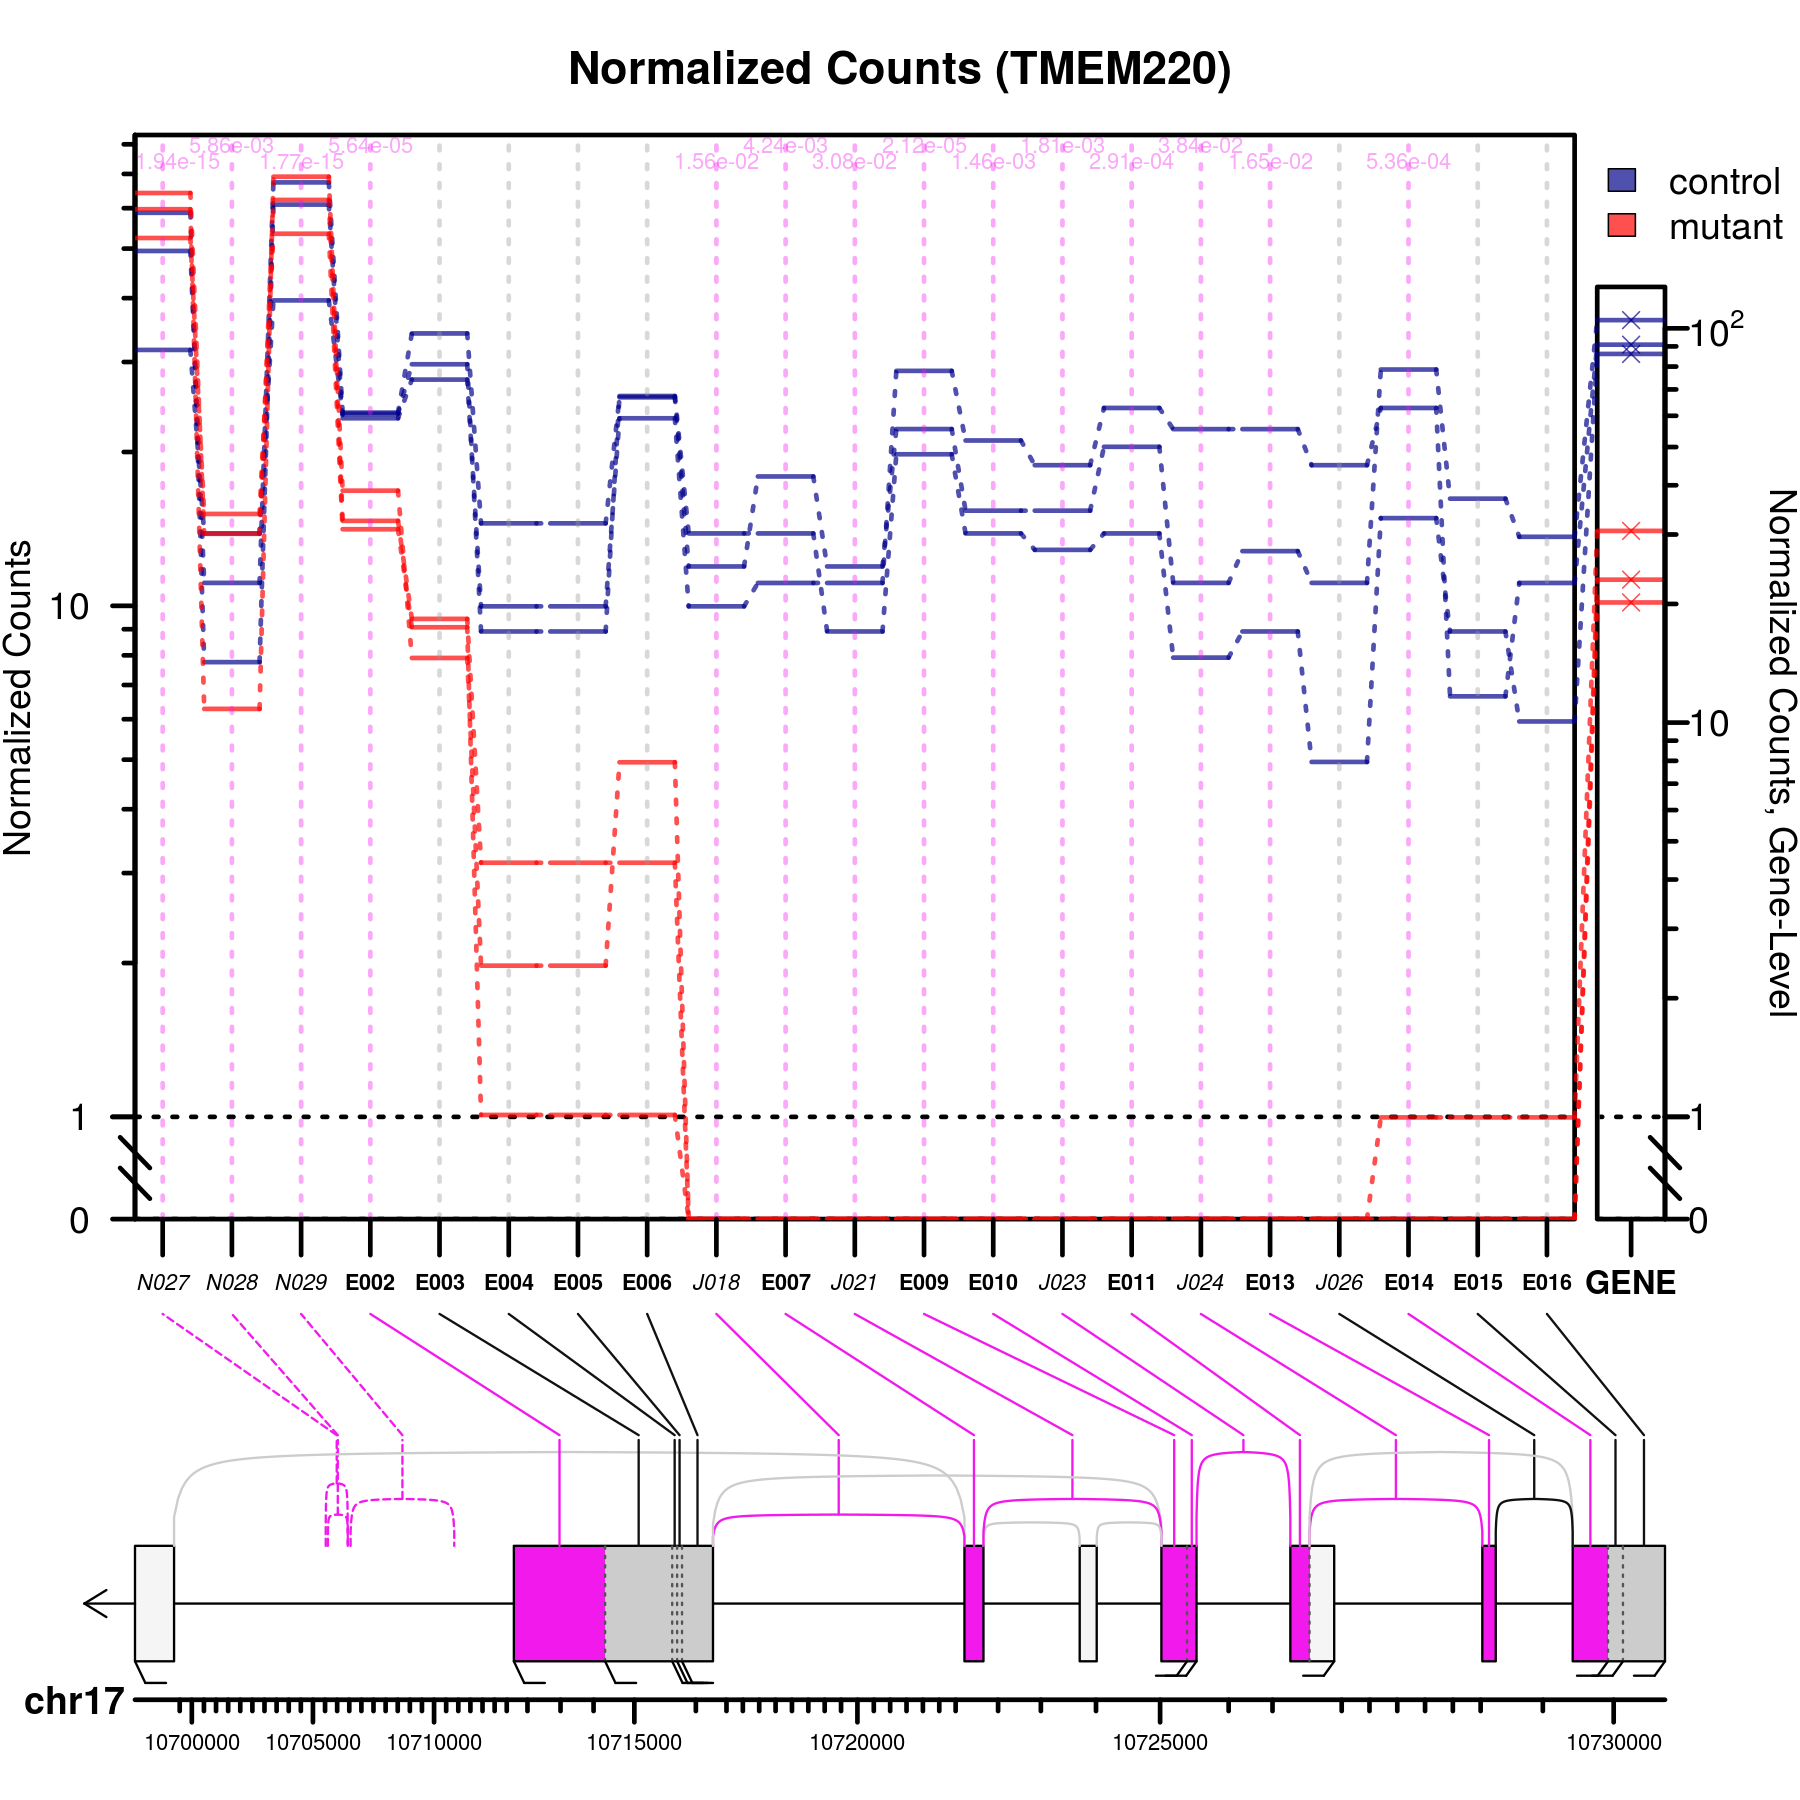 Normalized Counts (TMEM220)
5.86e-03 5.64e-05 4.24e-03 2.12e-05 1.81e-03 3.84e-02
1.94e-15 1.77e-15 1.56e-02 3.08e-02 1.46e-03 2.91e-04 1.65e-02 5.36e-04
control
mutant
Normalized Counts
10
1
0
10²
10
1
0
Normalized Counts, Gene-Level
N027 N028 N029 E002 E003 E004 E005 E006 J018 E007 J021 E009 E010 J023 E011 J024 E013 J026 E014 E015 E016 GENE
chr17
10700000 10705000 10710000 10715000 10720000 10725000 10730000